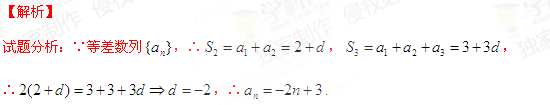 【解析】
试题分析：∵等差数列{aₙ}，∴S₂=a₁+a₂=2+d，S₃=a₁+a₂+a₃=3+3d，
∴2(2+d)=3+3+3d⇒d=-2，∴aₙ=-2n+3.